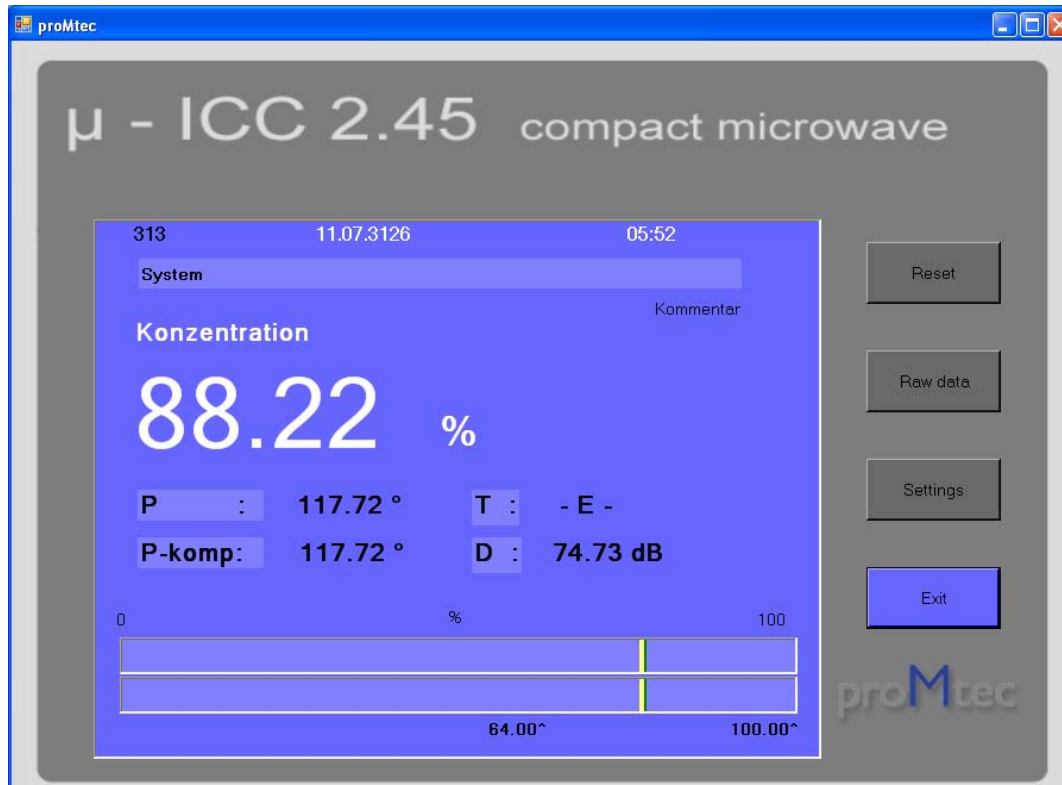 proMtec
µ - ICC 2.45 compact microwave
313 11.07.3126 05:52
System
Kommentar
Konzentration
88.22 %
P : 117.72 ° T : - E -
P-komp: 117.72 ° D : 74.73 dB
0 % 100
64.00^ 100.00^
Reset
Raw data
Settings
Exit
proMtec